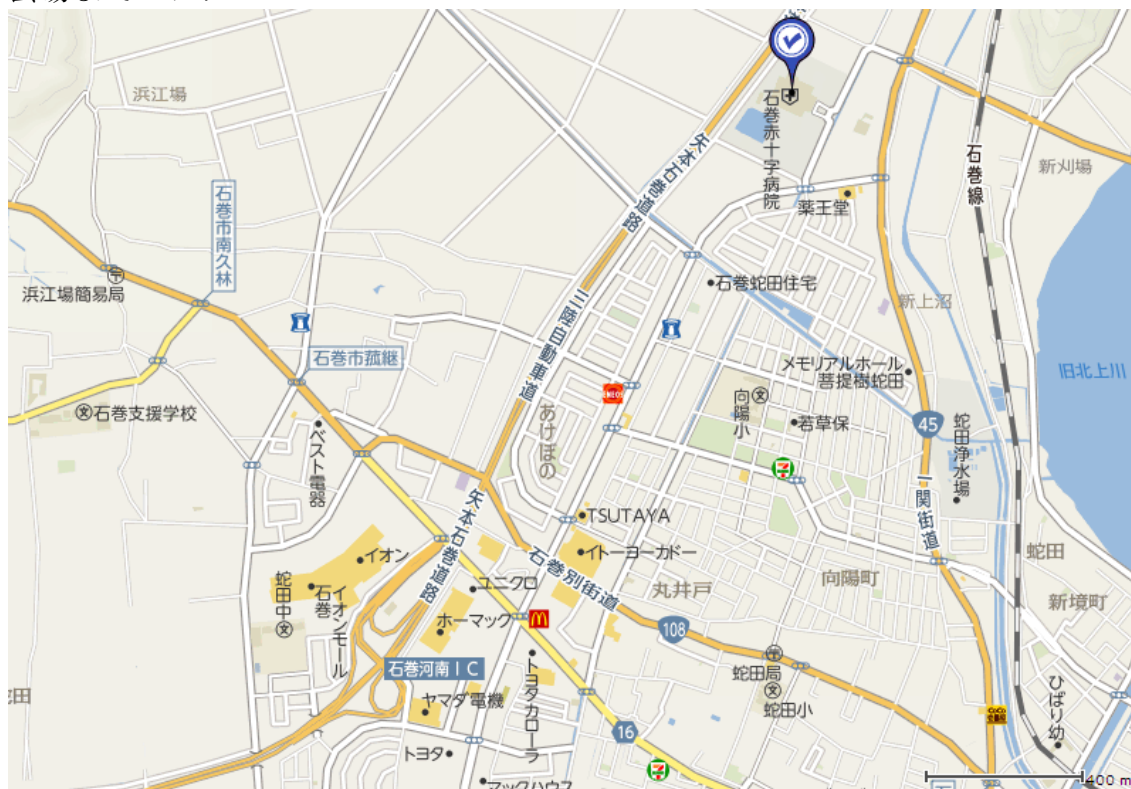 浜江場
石巻赤十字病院
矢本石巻道路
石巻線
新刈場
薬王堂
石巻市南久林
浜江場簡易局
石巻蛇田住宅
新上沼
三陸自動車道
石巻市菰継
メモリアルホール
菩提樹蛇田
旧北上川
石巻支援学校
ENEOS
向陽小
若草保
45
ベスト電器
あけぼの
蛇田浄水場
7
一関街道
矢本石巻道路
TSUTAYA
イオン
イトーヨーカドー
石巻別街道
蛇田
蛇田中
イオンモール
石巻
ユニクロ
丸井戸
向陽町
新境町
ホーマック
108
石巻河南IC
トヨタカローラ
蛇田局
蛇田小
ひばり幼
蛇田
ヤマダ電機
トヨタ
16
マックハウス
7
400 m